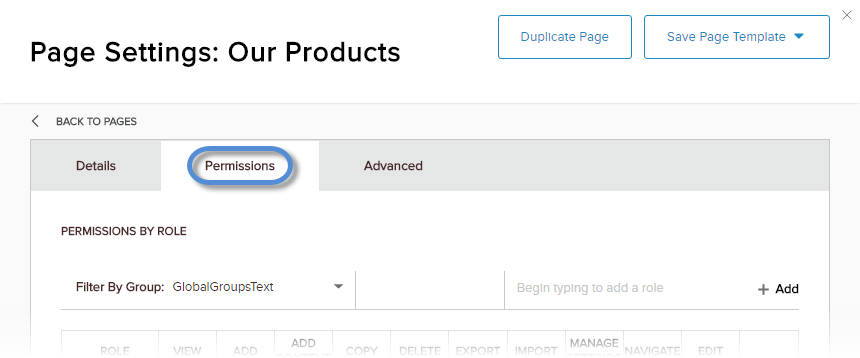 Page Settings: Our Products
Duplicate Page
Save Page Template
BACK TO PAGES
Details
Permissions
Advanced
PERMISSIONS BY ROLE
Filter By Group: GlobalGroupsText
Begin typing to add a role
+ Add
ROLE VIEW ADD ADD CONTENT COPY DELETE EXPORT IMPORT MANAGE SETTINGS NAVIGATE EDIT